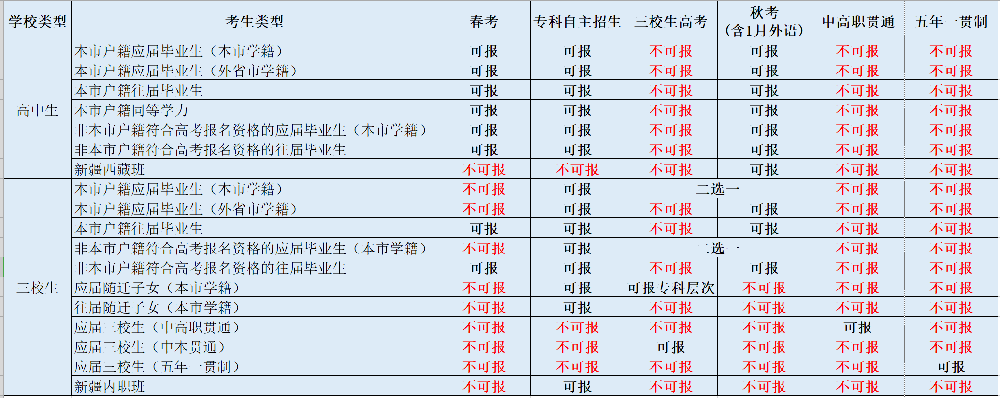 学校类型 考生类型 春考 专科自主招生 三校生高考 秋考 中高职贯通 五年一贯制
（含1月外语）
高中生
本市户籍应届毕业生（本市学籍） 可报 可报 不可报 可报 不可报 不可报
本市户籍应届毕业生（外省市学籍） 可报 可报 不可报 可报 不可报 不可报
本市户籍往届毕业生 可报 可报 不可报 可报 不可报 不可报
本市户籍同等学力 可报 可报 不可报 可报 不可报 不可报
非本市户籍符合高考报名资格的应届毕业生（本市学籍） 可报 可报 不可报 可报 不可报 不可报
非本市户籍符合高考报名资格的往届毕业生 可报 可报 不可报 可报 不可报 不可报
新疆西藏班 不可报 不可报 不可报 可报 不可报 不可报
三校生
本市户籍应届毕业生（本市学籍） 不可报 可报 二选一 不可报 不可报
本市户籍应届毕业生（外省市学籍） 不可报 可报 不可报 可报 不可报 不可报
本市户籍往届毕业生 可报 可报 不可报 可报 不可报 不可报
非本市户籍符合高考报名资格的应届毕业生（本市学籍） 不可报 可报 二选一 不可报 不可报
非本市户籍符合高考报名资格的往届毕业生 可报 可报 不可报 可报 不可报 不可报
应届随迁子女（本市学籍） 不可报 可报 可报专科层次 不可报 不可报 不可报
往届随迁子女（本市学籍） 不可报 可报 不可报 不可报 不可报 不可报
应届三校生（中高职贯通） 不可报 不可报 不可报 不可报 可报 不可报
应届三校生（中本贯通） 不可报 不可报 可报 不可报 不可报 不可报
应届三校生（五年一贯制） 不可报 不可报 不可报 不可报 不可报 可报
新疆内职班 不可报 可报 不可报 不可报 不可报 不可报